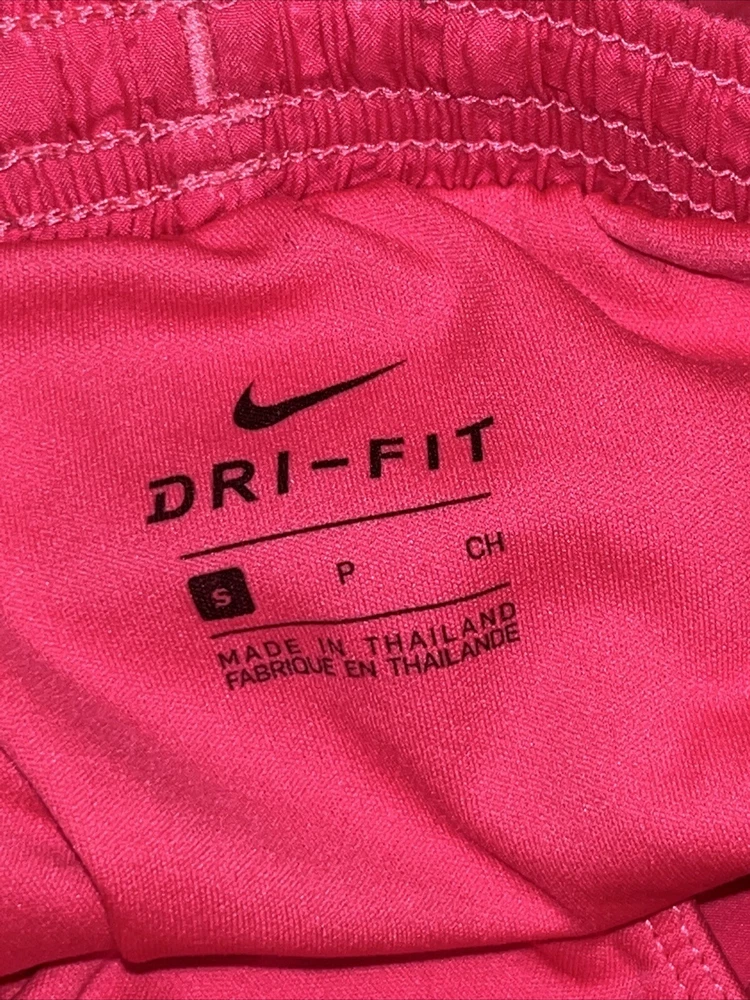 DRI-FIT
S P CH
MADE IN THAILAND
FABRIQUE EN THAILANDE